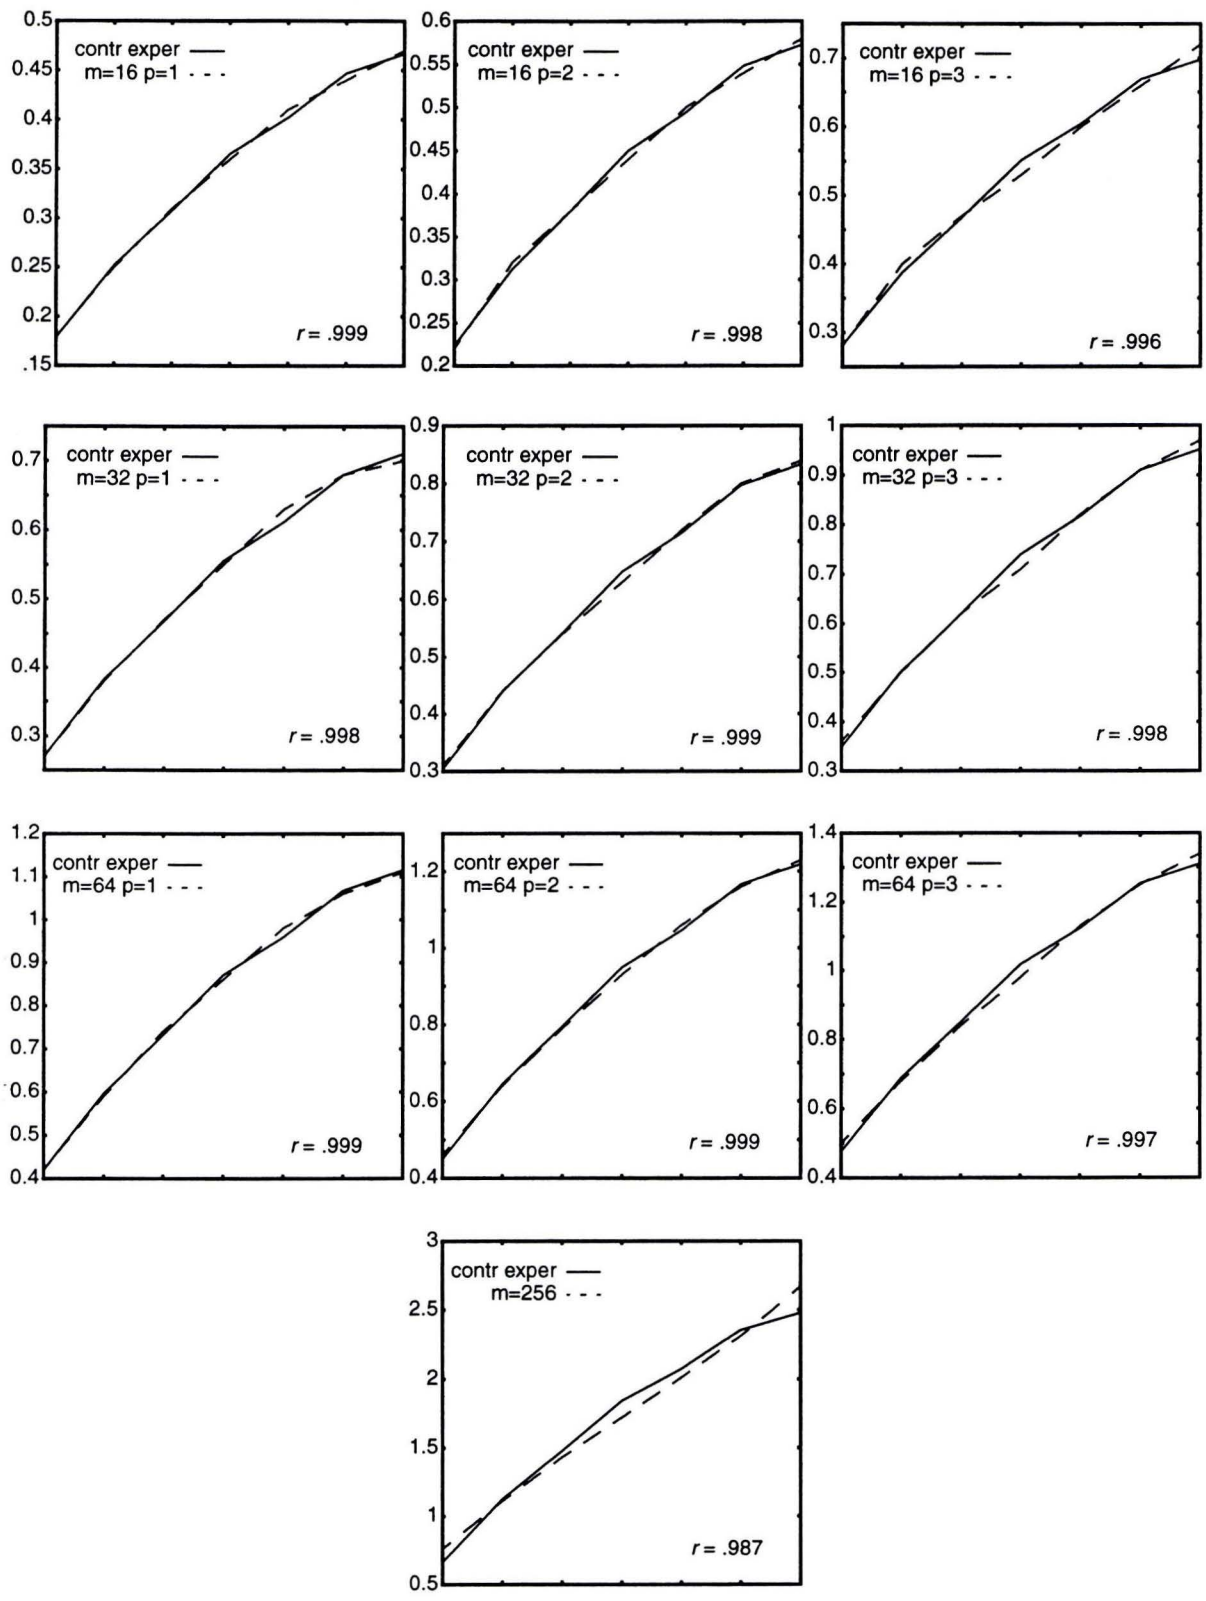 0.5
0.45
0.4
0.35
0.3
0.25
0.2
.15
contr exper
m=16 p=1
r = .999
0.6
0.55
0.5
0.45
0.4
0.35
0.3
0.25
0.2
contr exper
m=16 p=2
r = .998
0.7
0.6
0.5
0.4
0.3
contr exper
m=16 p=3
r = .996
0.7
0.6
0.5
0.4
0.3
contr exper
m=32 p=1
r = .998
0.9
0.8
0.7
0.6
0.5
0.4
0.3
contr exper
m=32 p=2
r = .999
1
0.9
0.8
0.7
0.6
0.5
0.4
0.3
contr exper
m=32 p=3
r = .998
1.2
1.1
1
0.9
0.8
0.7
0.6
0.5
0.4
contr exper
m=64 p=1
r = .999
1.2
1
0.8
0.6
0.4
contr exper
m=64 p=2
r = .999
1.4
1.2
1
0.8
0.6
0.4
contr exper
m=64 p=3
r = .997
3
2.5
2
1.5
1
0.5
contr exper
m=256
r = .987